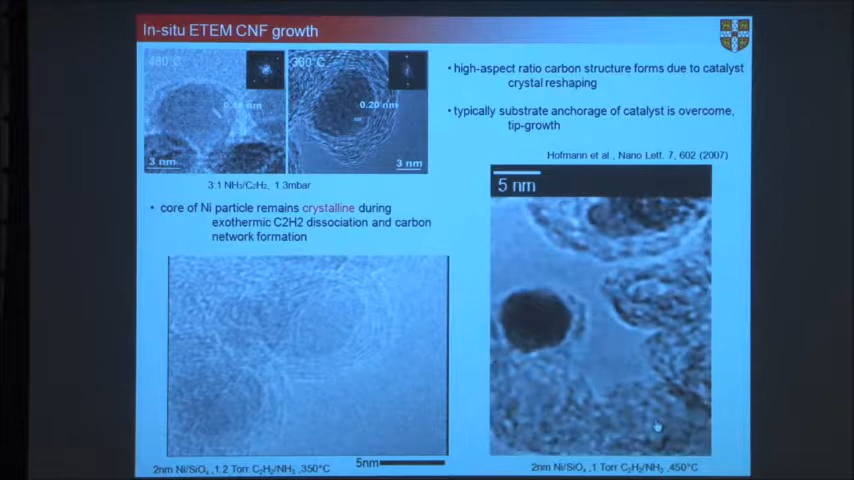 In-situ ETEM CNF growth
480°C
0.20 nm
3 nm
3 nm
3:1 NH₃/C₂H₂, 1.3mbar
• core of Ni particle remains crystalline during
exothermic C2H2 dissociation and carbon
network formation
• high-aspect ratio carbon structure forms due to catalyst
crystal reshaping
• typically substrate anchorage of catalyst is overcome,
tip-growth
Hofmann et al., Nano Lett. 7, 602 (2007)
5 nm
2nm Ni/SiOₓ ,1.2 Torr C₂H₂/NH₃ ,350°C
5nm
2nm Ni/SiOₓ ,1 Torr C₂H₂/NH₃ ,450°C